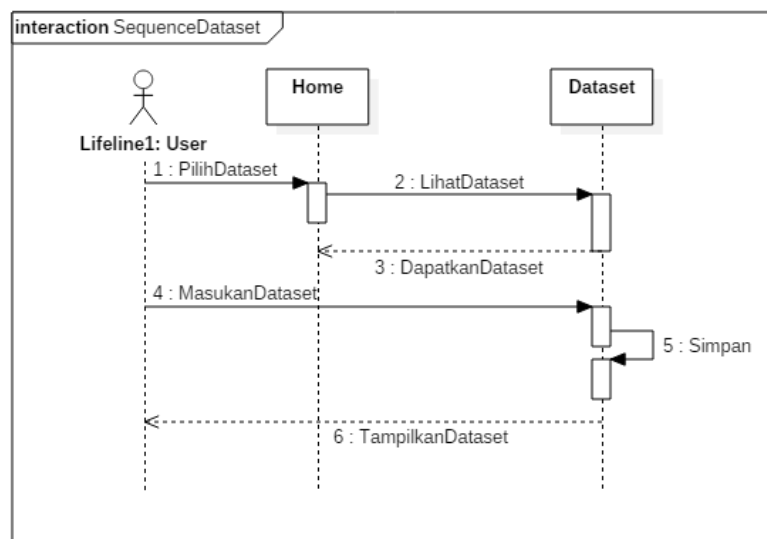 interaction SequenceDataset
Home
Dataset
Lifeline1: User
1 : PilihDataset
2 : LihatDataset
3 : DapatkanDataset
4 : MasukanDataset
5 : Simpan
6 : TampilkanDataset